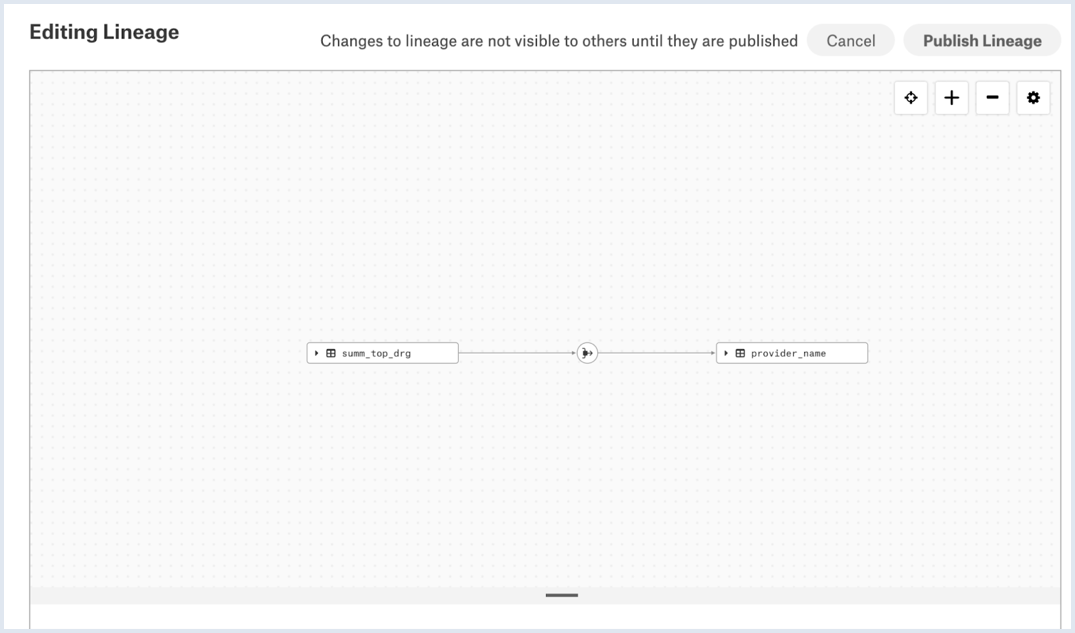 Editing Lineage
Changes to lineage are not visible to others until they are published
Cancel
Publish Lineage
summ_top_drg
provider_name